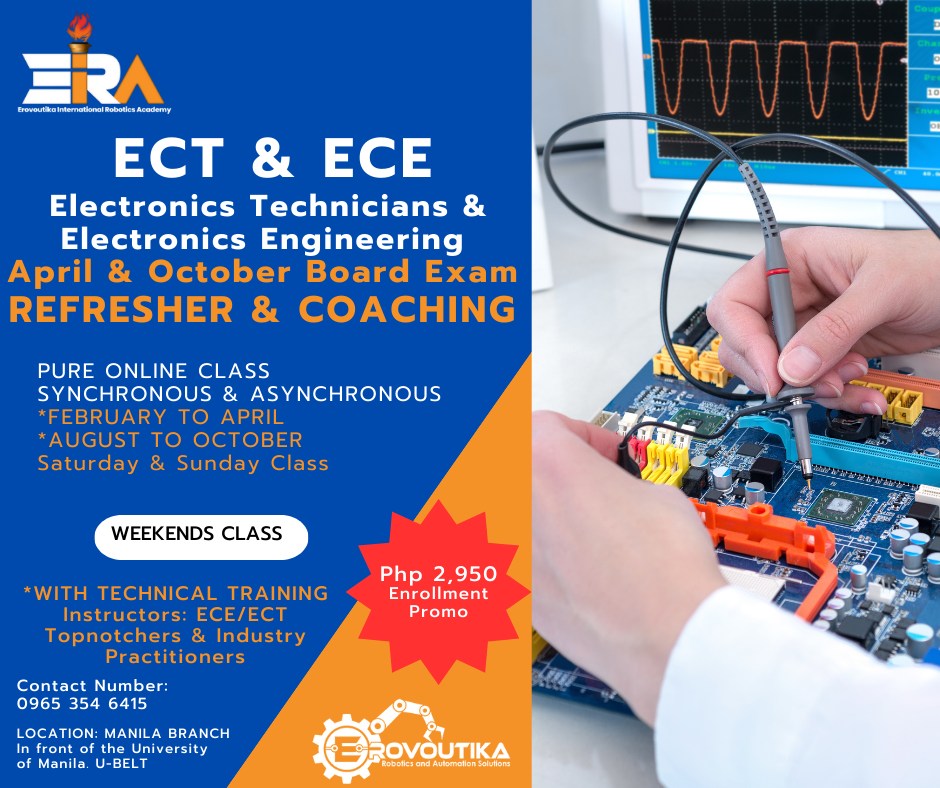 ERA
Erovoutika International Robotics Academy
ECT & ECE
Electronics Technicians &
Electronics Engineering
April & October Board Exam
REFRESHER & COACHING
PURE ONLINE CLASS
SYNCHRONOUS & ASYNCHRONOUS
*FEBRUARY TO APRIL
*AUGUST TO OCTOBER
Saturday & Sunday Class
WEEKENDS CLASS
*WITH TECHNICAL TRAINING
Instructors: ECE/ECT
Topnotchers & Industry
Practitioners
Php 2,950
Enrollment
Promo
Contact Number:
0965 354 6415
LOCATION: MANILA BRANCH
In front of the University
of Manila. U-BELT
EROVOUTIKA
Robotics and Automation Solutions
CH1